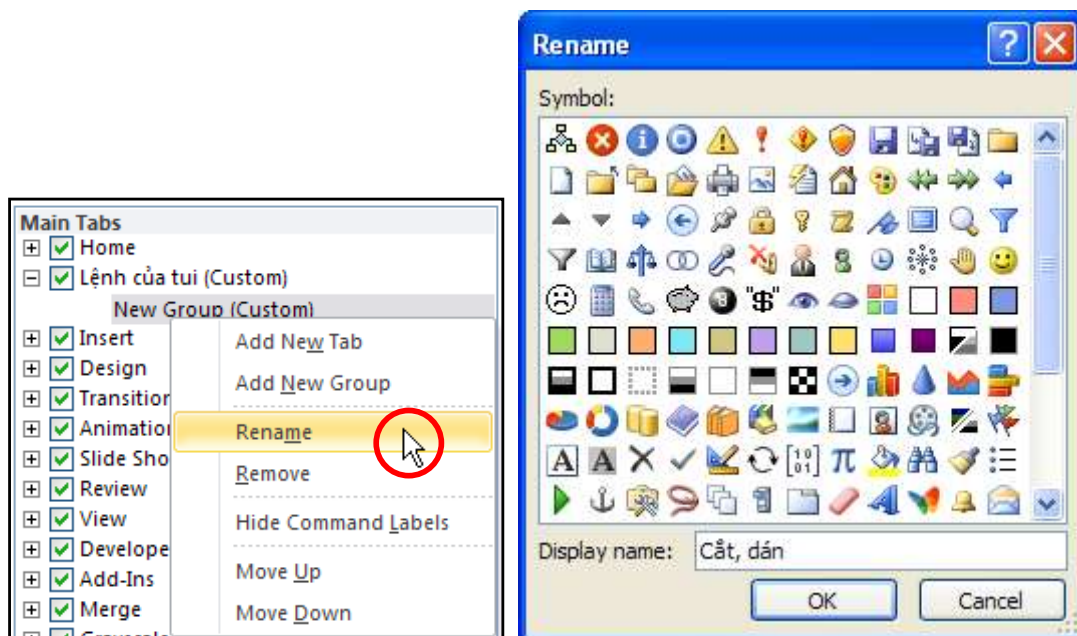 Main Tabs
Home
Lệnh của tui (Custom)
New Group (Custom)
Insert
Design
Transition
Animation
Slide Sho
Review
View
Develope
Add-Ins
Merge
Add New Tab
Add New Group
Rename
Remove
Hide Command Labels
Move Up
Move Down
Rename
Symbol:
Display name: Cắt, dán
OK Cancel